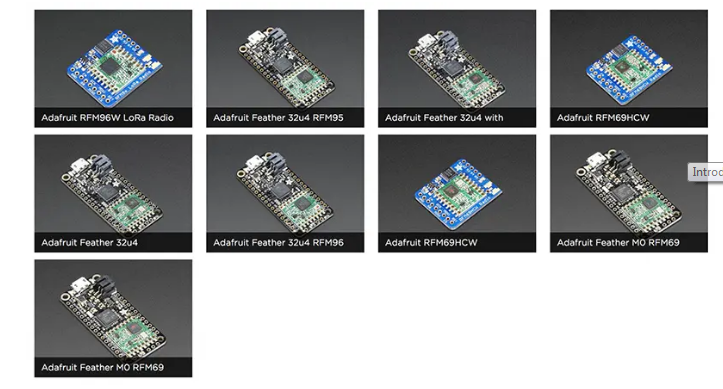 Adafruit RFM96W LoRa Radio
Adafruit Feather 32u4 RFM95
Adafruit Feather 32u4 with
Adafruit RFM69HCW
Introd
Adafruit Feather 32u4
Adafruit Feather 32u4 RFM96
Adafruit RFM69HCW
Adafruit Feather M0 RFM69
Adafruit Feather M0 RFM69